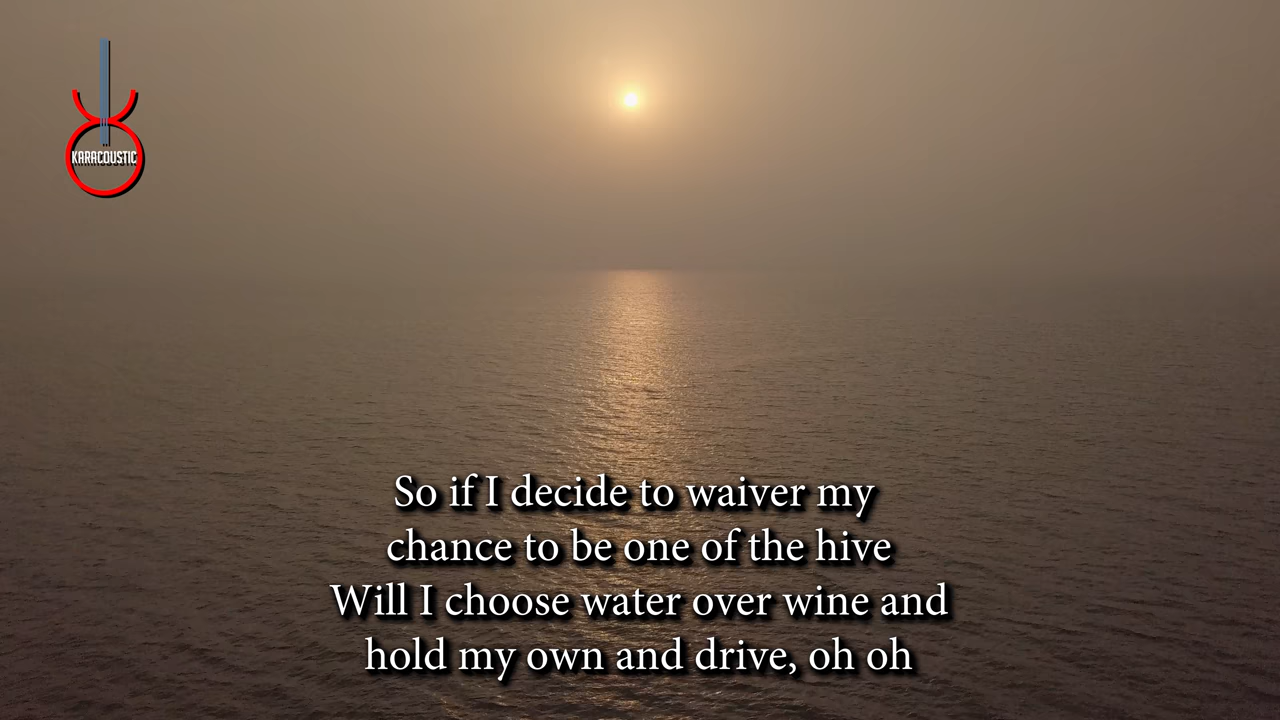 KARACOUSTIC
So if I decide to waiver my
chance to be one of the hive
Will I choose water over wine and
hold my own and drive, oh oh